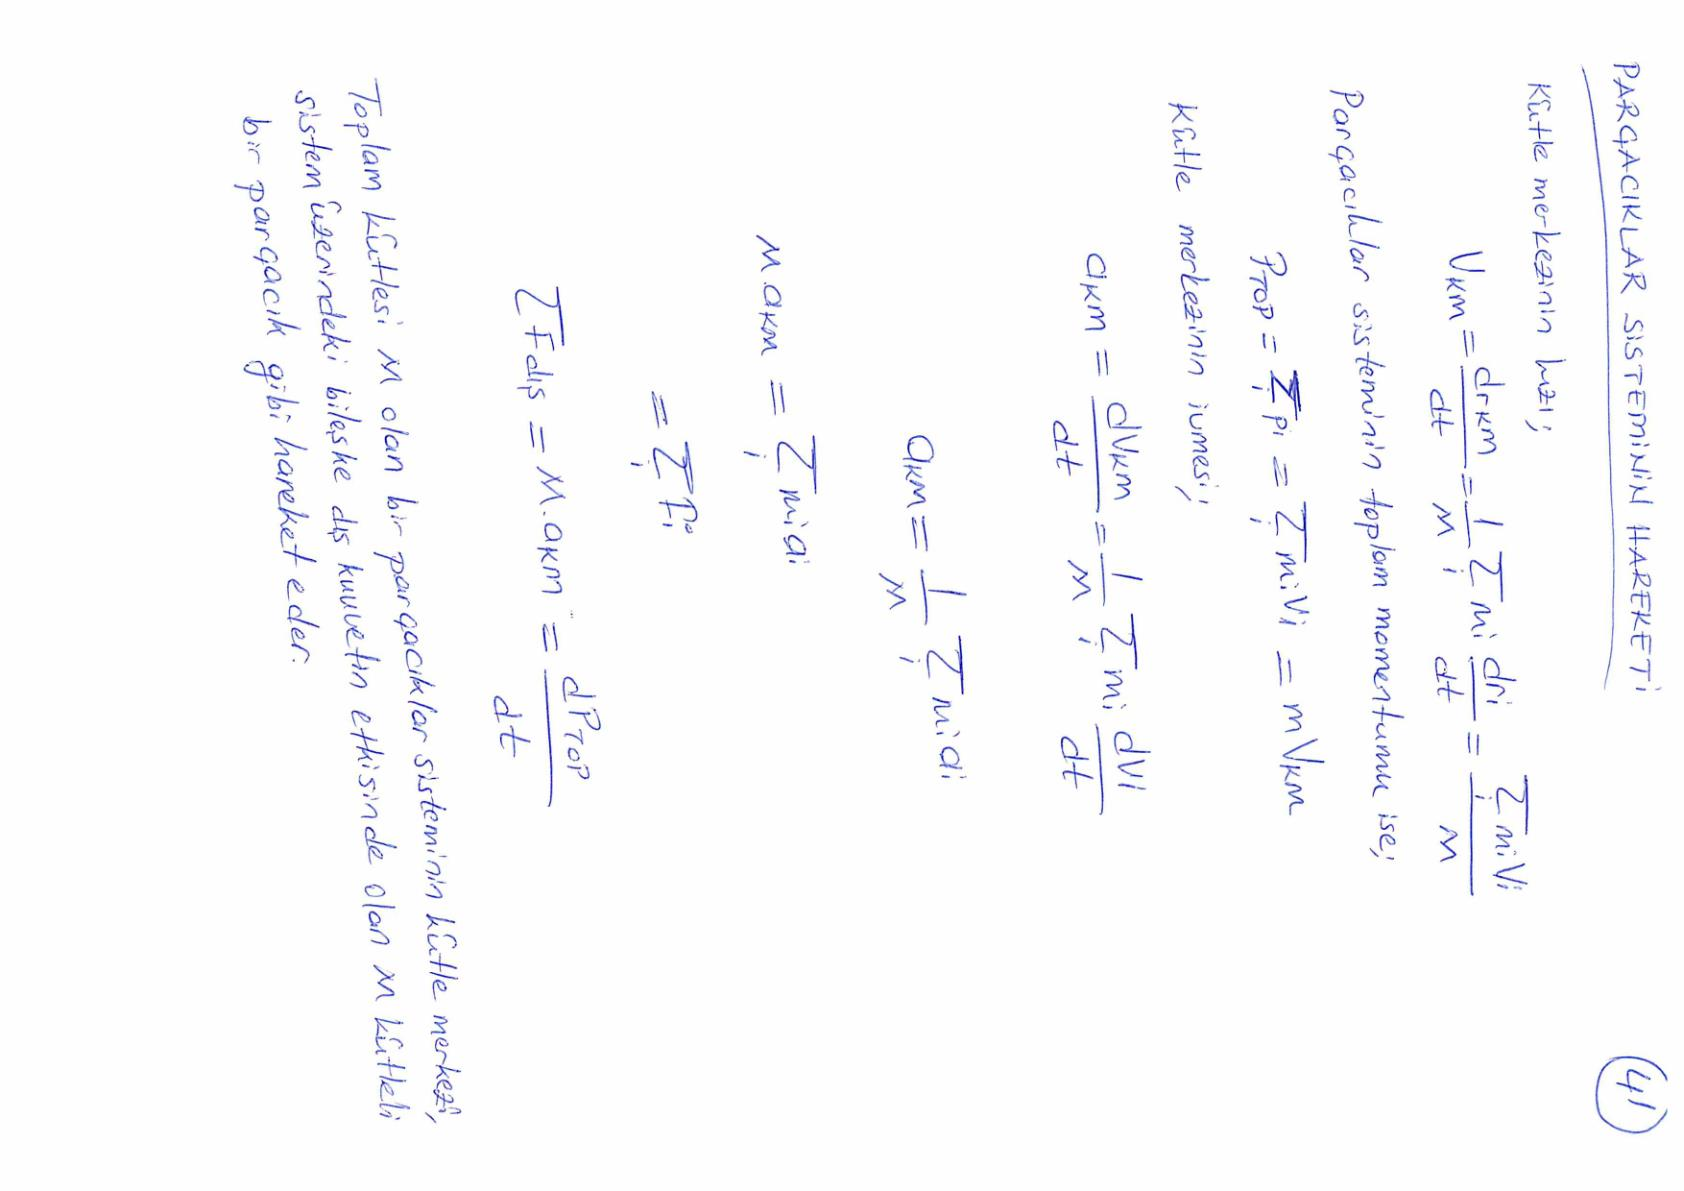 41
PARÇACIKLAR SİSTEMİNİN HAREKETİ
Kütle merkezinin hızı;
VKM = drKM/dt = 1/M Σi mi dri/dt = Σi miVi / M
Parçacıklar sisteminin toplam momentumu ise;
PTOP = Σi Pi = Σi miVi = mVKM
Kütle merkezinin ivmesi;
aKM = dVKM/dt = 1/M Σi mi dVi/dt
aKM = 1/M Σi miai
M.aKM = Σi miai
= Σi Fi
ΣFdış = M.aKM = dPTOP/dt
Toplam kütlesi M olan bir parçacıklar sisteminin kütle merkezi,
sistem üzerindeki bileşke dış kuvvetin etkisinde olan M kütleli
bir parçacık gibi hareket eder.